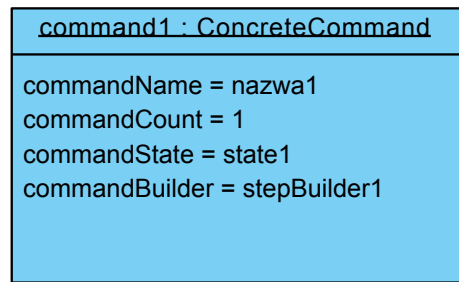 command1 : ConcreteCommand
commandName = nazwa1
commandCount = 1
commandState = state1
commandBuilder = stepBuilder1